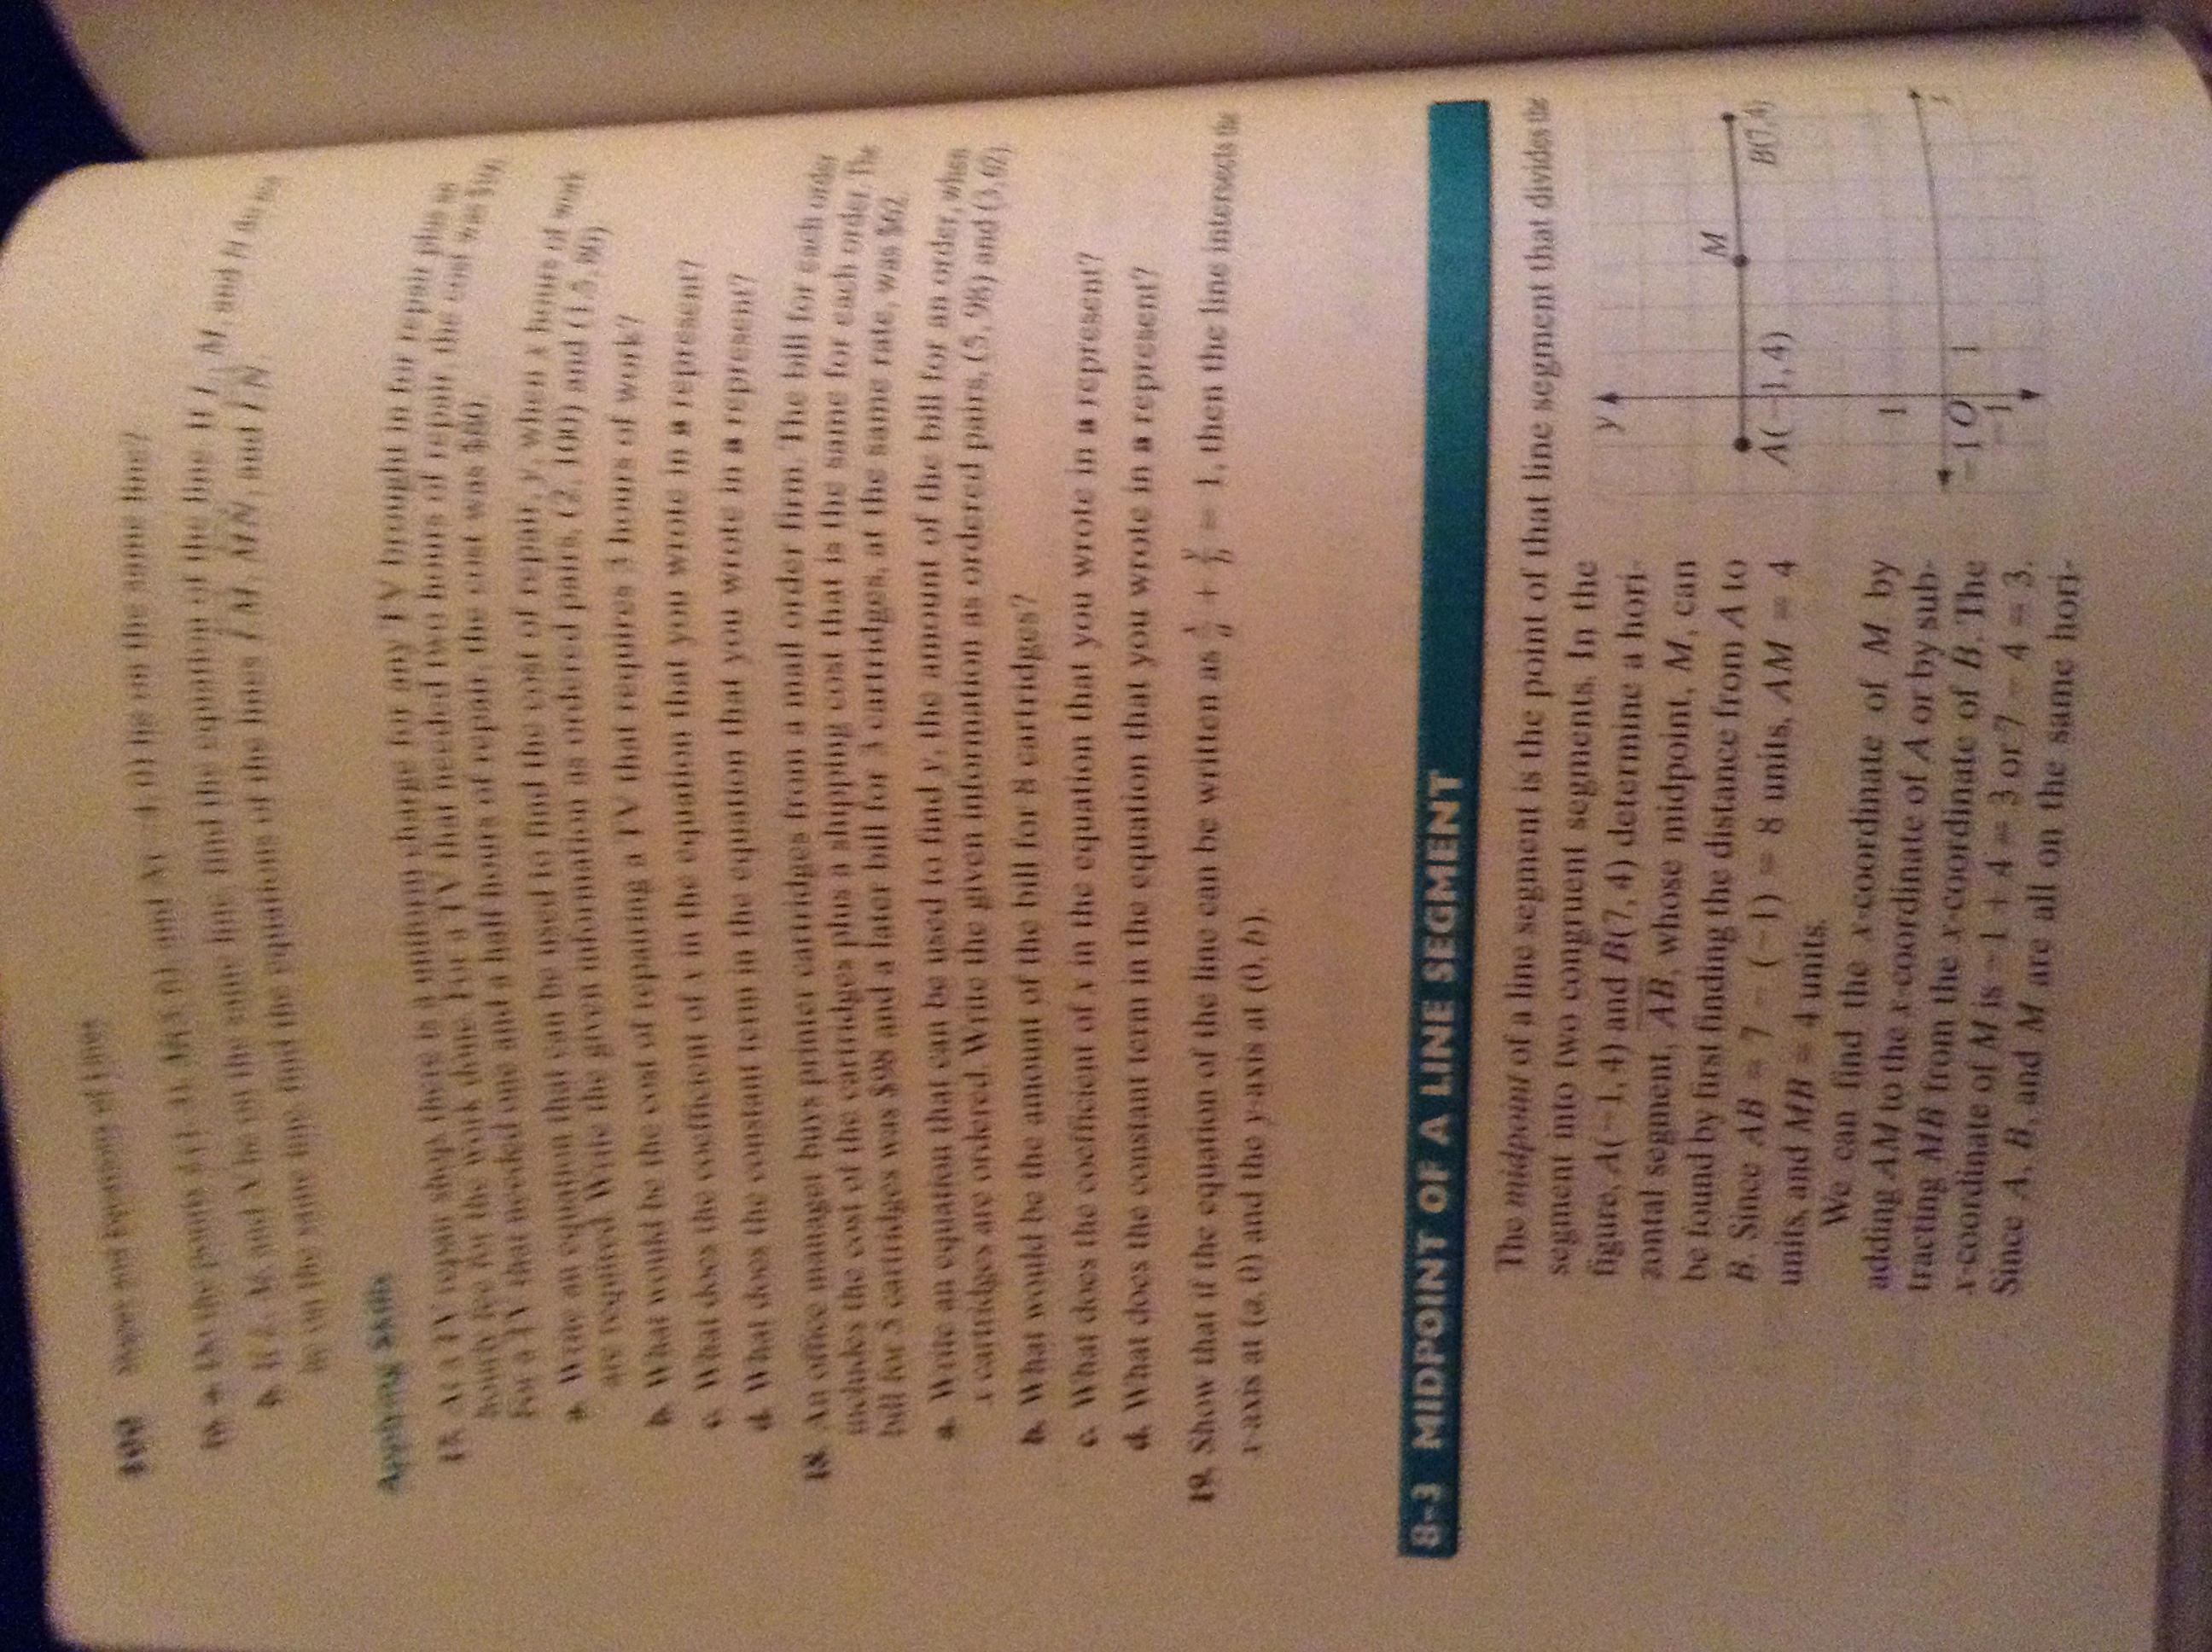 300 Slopes and Equations of Lines
16. a. Do the points L(1, 3), M(5, 6), and N(−4, 0) lie on the same line?
b. If L, M, and N lie on the same line, find the equation of the line. If L, M, and N do not
lie on the same line, find the equations of the lines LM, MN, and LN.
Applying Skills
17. At a TV repair shop, there is a uniform charge for any TV brought in for repair plus an
hourly fee for the work done. For a TV that needed two hours of repair, the cost was $100.
For a TV that needed one and a half hours of repair, the cost was $80.
a. Write an equation that can be used to find the cost of repair, y, when x hours of work
are required. Write the given information as ordered pairs, (2, 100) and (1.5, 80).
b. What would be the cost of repairing a TV that requires 3 hours of work?
c. What does the coefficient of x in the equation that you wrote in a represent?
d. What does the constant term in the equation that you wrote in a represent?
18. An office manager buys printer cartridges from a mail order firm. The bill for each order
includes the cost of the cartridges plus a shipping cost that is the same for each order. The
bill for 5 cartridges was $98 and a later bill for 3 cartridges, at the same rate, was $62.
a. Write an equation that can be used to find y, the amount of the bill for an order, when
x cartridges are ordered. Write the given information as ordered pairs, (5, 98) and (3, 62).
b. What would be the amount of the bill for 8 cartridges?
c. What does the coefficient of x in the equation that you wrote in a represent?
d. What does the constant term in the equation that you wrote in a represent?
19. Show that if the equation of the line can be written as x/a + y/b = 1, then the line intersects the
x-axis at (a, 0) and the y-axis at (0, b).
8-3 MIDPOINT OF A LINE SEGMENT
The midpoint of a line segment is the point of that line segment that divides the
segment into two congruent segments. In the
figure, A(−1, 4) and B(7, 4) determine a hori-
zontal segment, AB, whose midpoint, M, can
be found by first finding the distance from A to
B. Since AB = 7 − (−1) = 8 units, AM = 4
units, and MB = 4 units.
We can find the x-coordinate of M by
adding AM to the x-coordinate of A or by sub-
tracting MB from the x-coordinate of B. The
x-coordinate of M is −1 + 4 = 3 or 7 − 4 = 3.
Since A, B, and M are all on the same hori-
y
M
A(−1, 4)
B(7, 4)
1
−1 O 1 x
−1